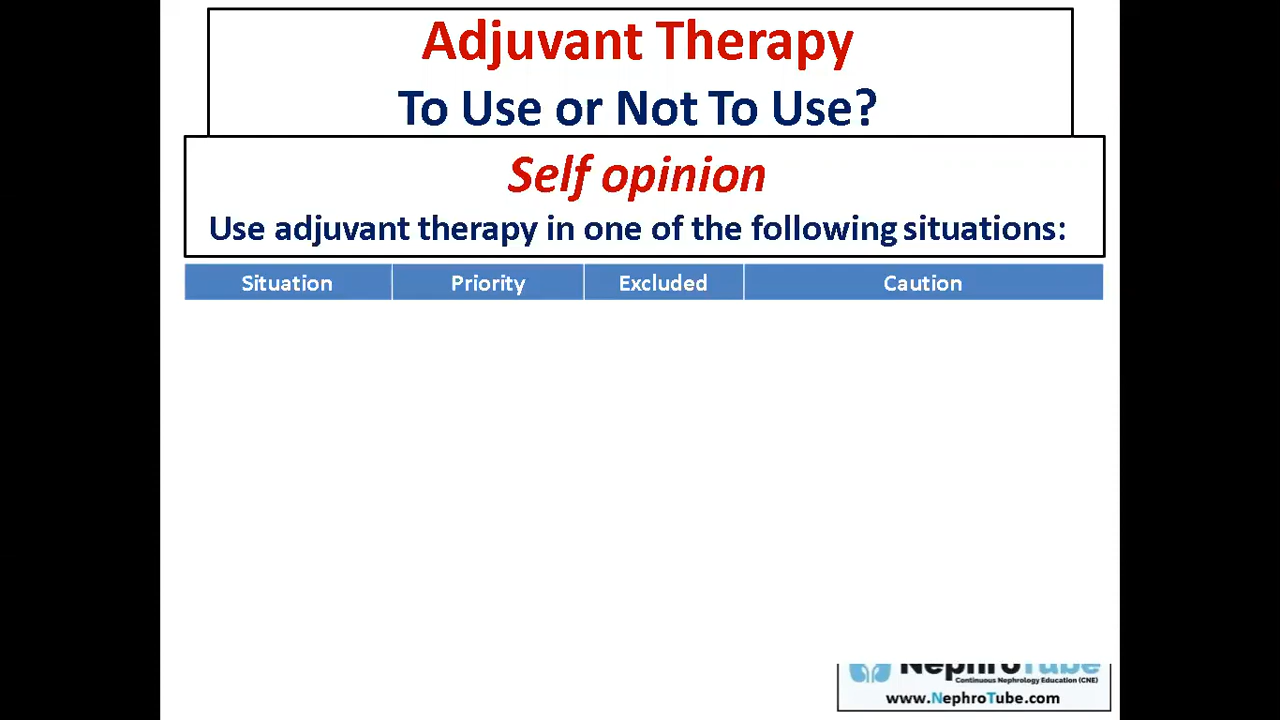 Adjuvant Therapy
To Use or Not To Use?
Self opinion
Use adjuvant therapy in one of the following situations:
Situation Priority Excluded Caution
NephroTube
Continuous Nephrology Education (CNE)
www.NephroTube.com